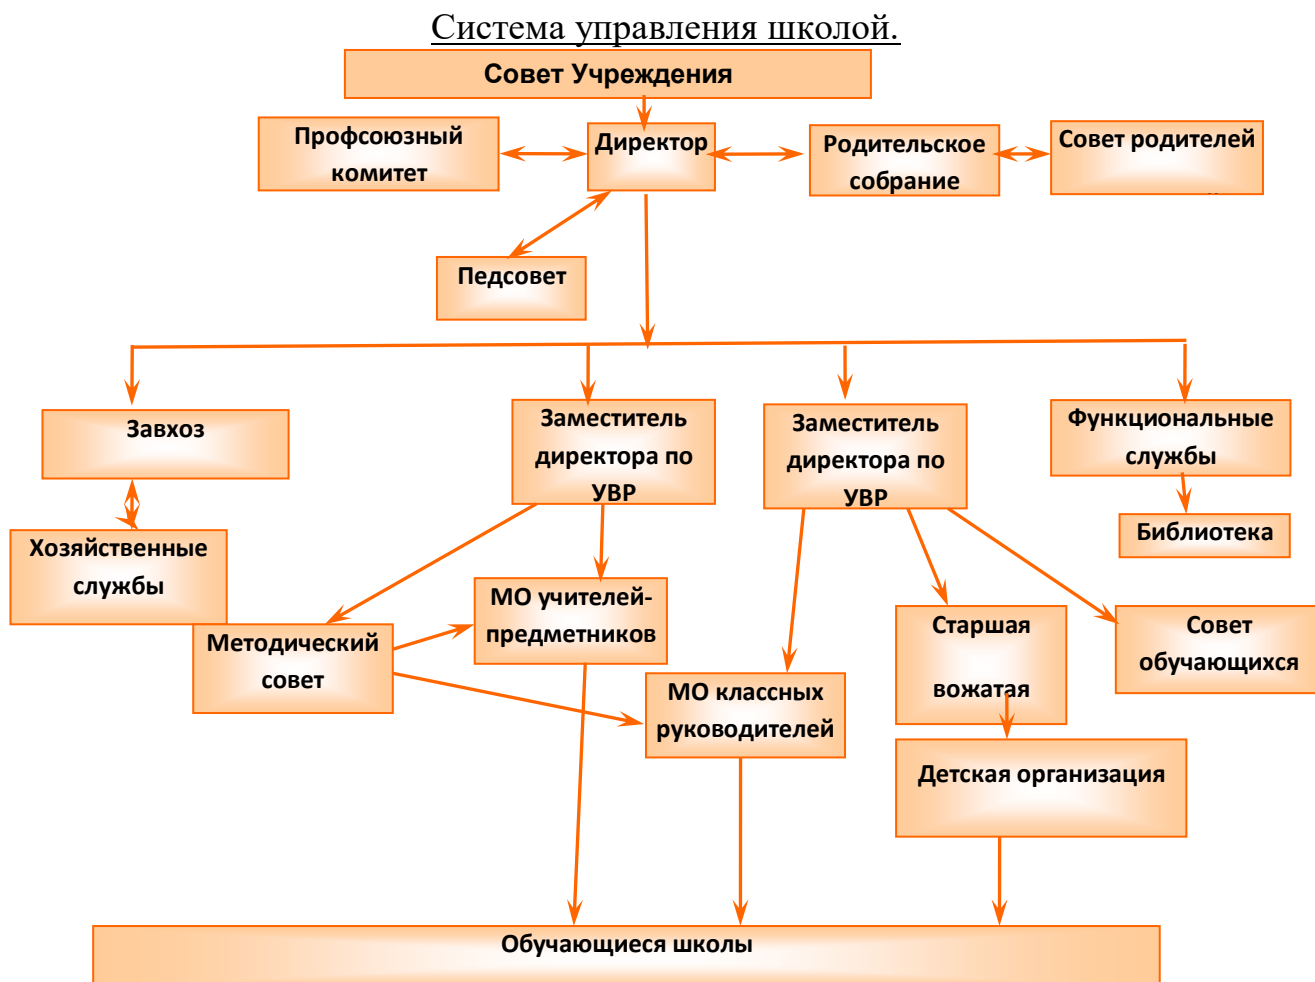 Система управления школой.
Совет Учреждения
Профсоюзный
комитет
Директор
Родительское
собрание
Совет родителей
Педсовет
Завхоз
Заместитель
директора по
УВР
Заместитель
директора по
УВР
Функциональные
службы
Библиотека
Хозяйственные
службы
МО учителей-
предметников
Методический
совет
Старшая
вожатая
Совет
обучающихся
МО классных
руководителей
Детская организация
Обучающиеся школы